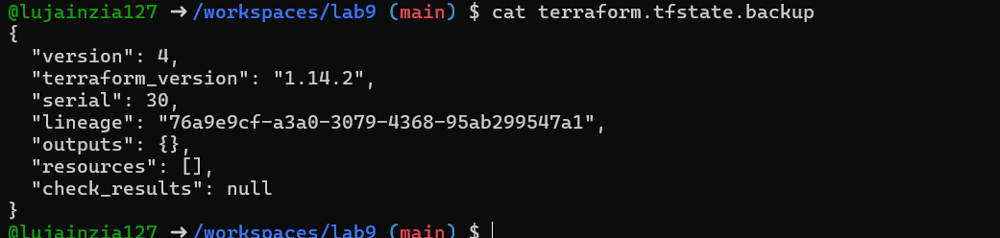 @lujainzia127 ➜ /workspaces/lab9 (main) $ cat terraform.tfstate.backup
{
  "version": 4,
  "terraform_version": "1.14.2",
  "serial": 30,
  "lineage": "76a9e9cf-a3a0-3079-4368-95ab299547a1",
  "outputs": {},
  "resources": [],
  "check_results": null
}
@lujainzia127 ➜ /workspaces/lab9 (main) $